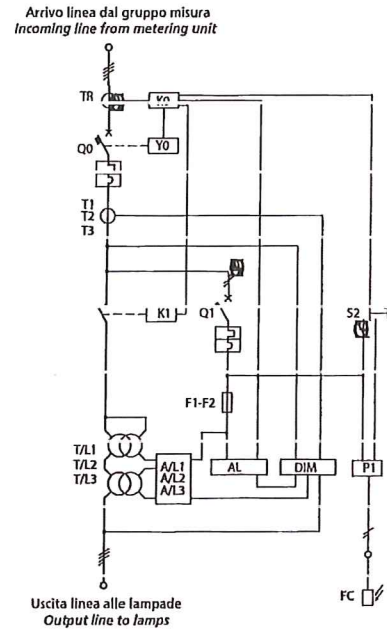 Arrivo linea dal gruppo misura
Incoming line from metering unit
TR
K0
Q0
Y0
T1
T2
T3
K1
Q1
S2
F1-F2
T/L1
T/L2
T/L3
A/L1
A/L2
A/L3
AL
DIM
P1
FC
Uscita linea alle lampade
Output line to lamps